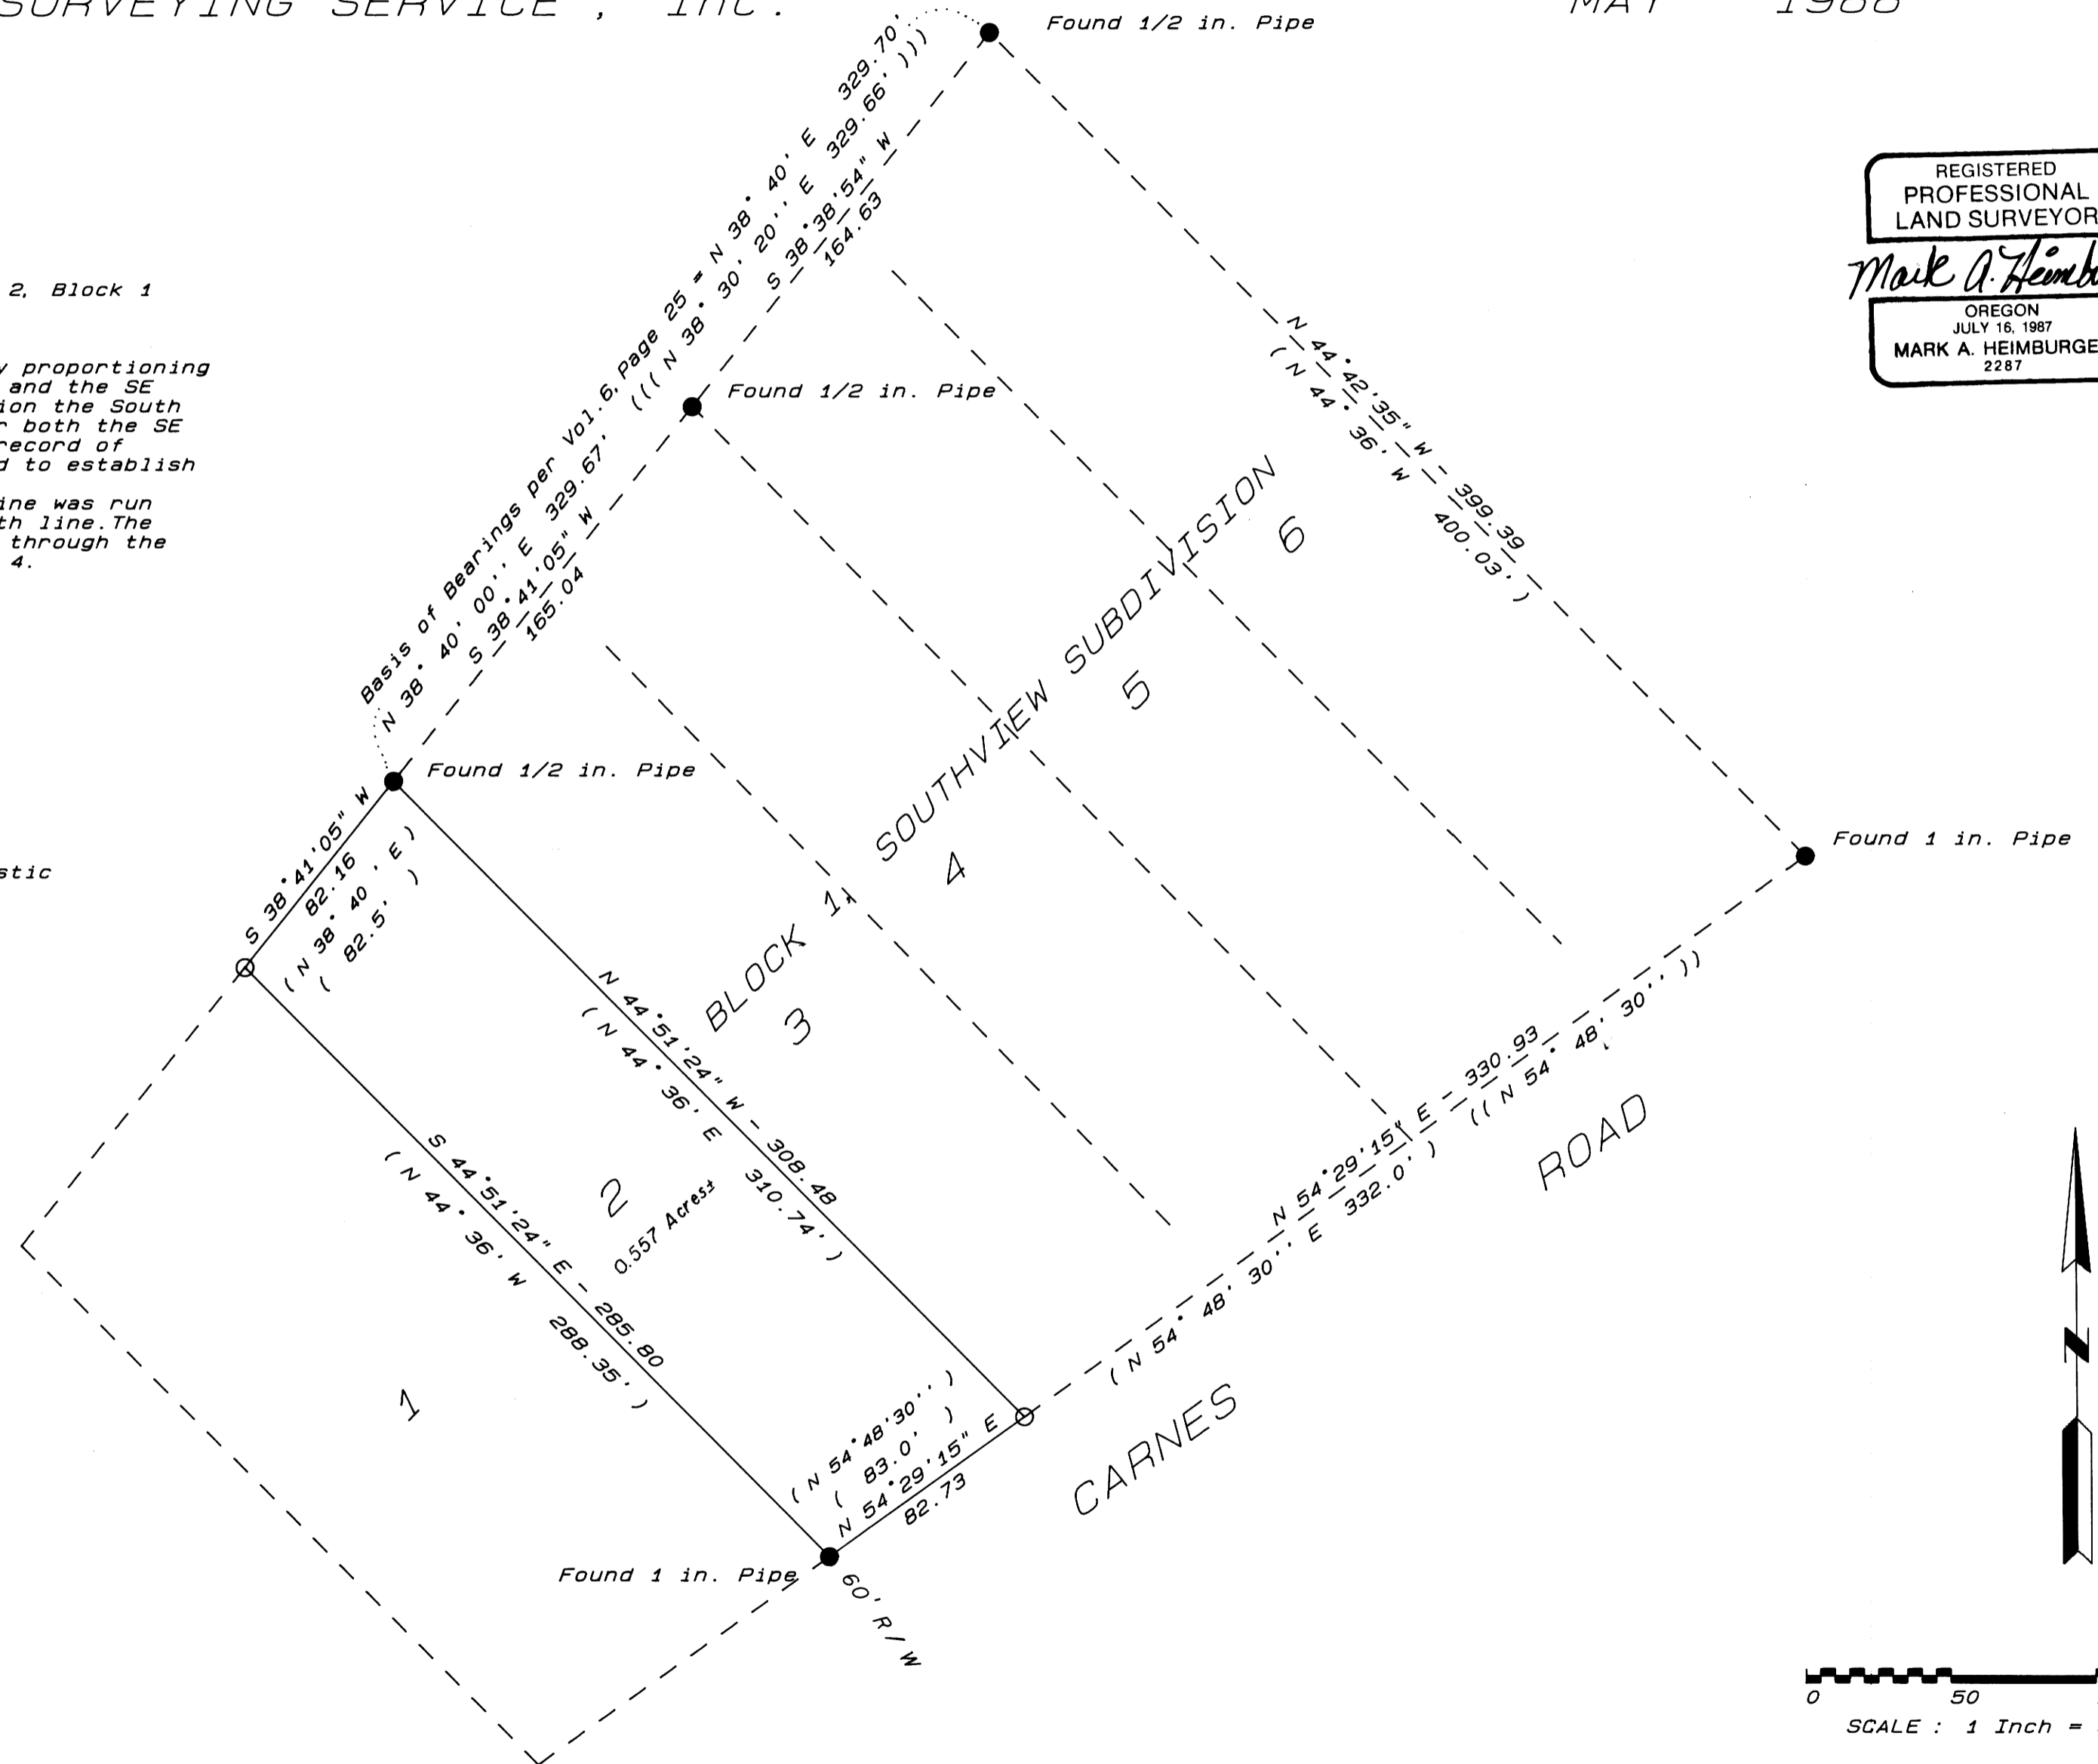 SURVEYING SERVICE, Inc.
MAY 1988
Found 1/2 in. Pipe
Basis of Bearings per Vol.6, Page 25 = N 38° 40' E 329.70'
N 38° 40' 00'' E 329.67' ((( N 38° 30' 20'' E 329.66' )))
S 38°38'54" W
164.63
REGISTERED
PROFESSIONAL
LAND SURVEYOR
Mark A. Heimbu
OREGON
JULY 16, 1987
MARK A. HEIMBURGE
2287
2, Block 1
proportioning
and the SE
ion the South
both the SE
record of
d to establish
ine was run
th line.The
through the
4.
N 44°42'35" W - 399.39
( N 44° 36' W 400.03' )
Found 1/2 in. Pipe
S 38°41'05" W
165.04
Found 1/2 in. Pipe
BLOCK 1, SOUTHVIEW SUBDIVISION
6
5
4
3
2
0.557 Acres±
1
stic
Found 1 in. Pipe
S 38°41'05" W
82.16
( N 38° 40' E )
( 82.5' )
N 44°51'24" W - 308.48
( N 44° 36' E 310.74' )
S 44°51'24" E - 285.80
( N 44° 36' W 288.35' )
N 54°29'15" E - 330.93
( N 54° 48' 30'' E 332.0' ) (( N 54° 48' 30'' ))
( N 54°48'30'' )
( 83.0' )
N 54°29'15" E
82.73
CARNES ROAD
Found 1 in. Pipe
60' R/W
N
0 50
SCALE : 1 Inch =